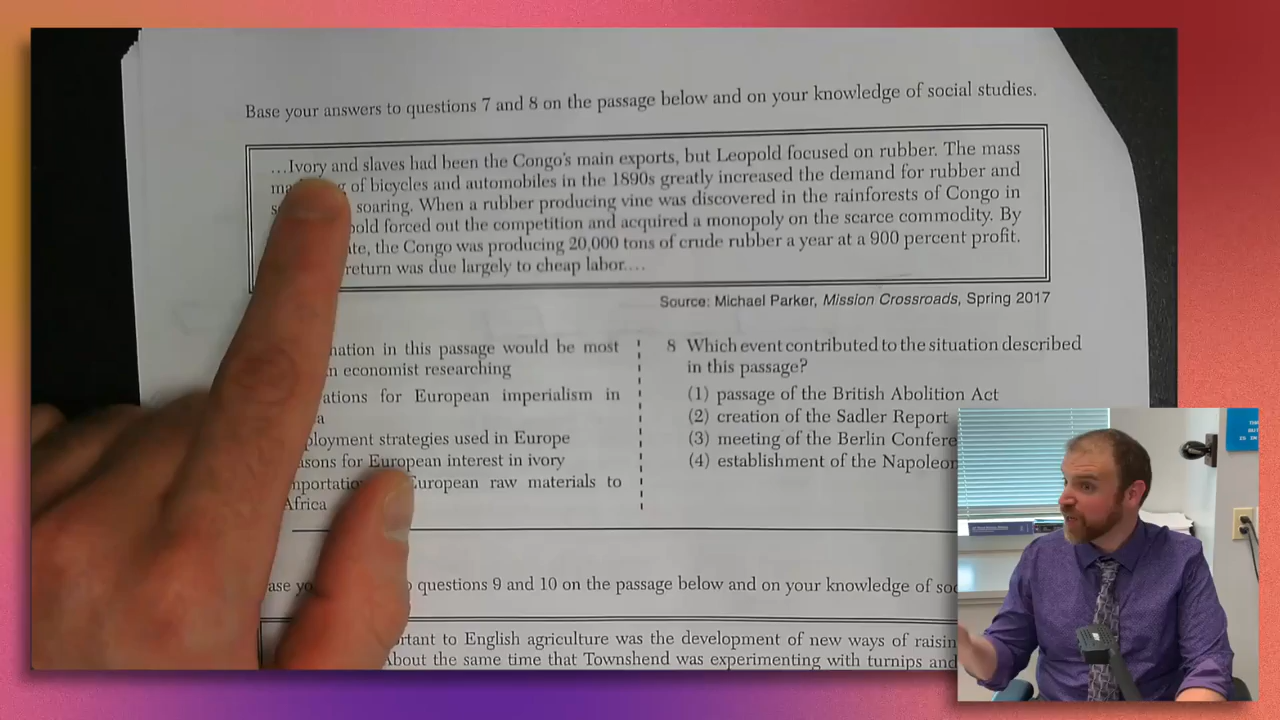 Base your answers to questions 7 and 8 on the passage below and on your knowledge of social studies.
…Ivory and slaves had been the Congo's main exports, but Leopold focused on rubber. The mass
of bicycles and automobiles in the 1890s greatly increased the demand for rubber and
soaring. When a rubber producing vine was discovered in the rainforests of Congo in
forced out the competition and acquired a monopoly on the scarce commodity. By
the Congo was producing 20,000 tons of crude rubber a year at a 900 percent profit.
return was due largely to cheap labor.…
Source: Michael Parker, Mission Crossroads, Spring 2017
in this passage would be most
economist researching
for European imperialism in
strategies used in Europe
for European interest in ivory
European raw materials to
Africa
8 Which event contributed to the situation described
in this passage?
(1) passage of the British Abolition Act
(2) creation of the Sadler Report
(3) meeting of the Berlin
(4) establishment of the
questions 9 and 10 on the passage below and on your knowledge of
to English agriculture was the development of new ways of
About the same time that Townshend was experimenting with turnips and